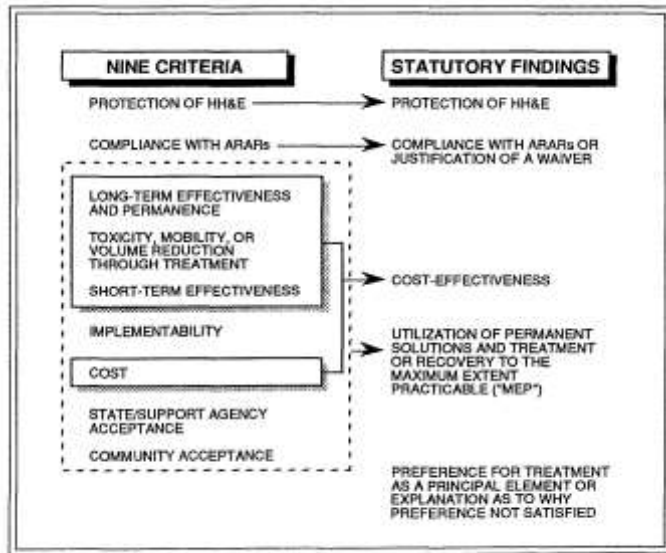 NINE CRITERIA
PROTECTION OF HH&E
COMPLIANCE WITH ARARs
LONG-TERM EFFECTIVENESS
AND PERMANENCE
TOXICITY, MOBILITY, OR
VOLUME REDUCTION
THROUGH TREATMENT
SHORT-TERM EFFECTIVENESS
IMPLEMENTABILITY
COST
STATE/SUPPORT AGENCY
ACCEPTANCE
COMMUNITY ACCEPTANCE
STATUTORY FINDINGS
PROTECTION OF HH&E
COMPLIANCE WITH ARARs OR
JUSTIFICATION OF A WAIVER
COST-EFFECTIVENESS
UTILIZATION OF PERMANENT
SOLUTIONS AND TREATMENT
OR RECOVERY TO THE
MAXIMUM EXTENT
PRACTICABLE ("MEP")
PREFERENCE FOR TREATMENT
AS A PRINCIPAL ELEMENT OR
EXPLANATION AS TO WHY
PREFERENCE NOT SATISFIED